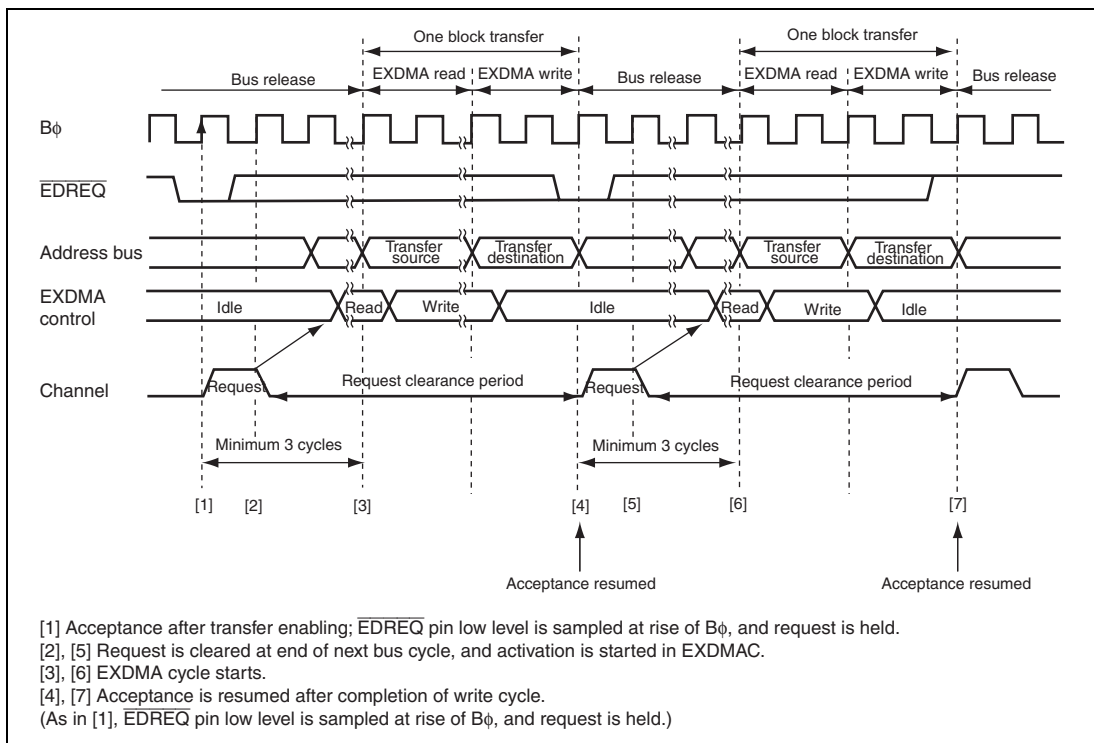 One block transfer One block transfer
Bus release EXDMA read EXDMA write Bus release EXDMA read EXDMA write Bus release
Bϕ
EDREQ
Address bus Transfer source Transfer destination Transfer source Transfer destination
EXDMA control Idle Read Write Idle Read Write Idle
Channel Request Request clearance period Request Request clearance period
Minimum 3 cycles Minimum 3 cycles
[1] [2] [3] [4] [5] [6] [7]
Acceptance resumed Acceptance resumed
[1] Acceptance after transfer enabling; EDREQ pin low level is sampled at rise of Bϕ, and request is held.
[2], [5] Request is cleared at end of next bus cycle, and activation is started in EXDMAC.
[3], [6] EXDMA cycle starts.
[4], [7] Acceptance is resumed after completion of write cycle.
(As in [1], EDREQ pin low level is sampled at rise of Bϕ, and request is held.)